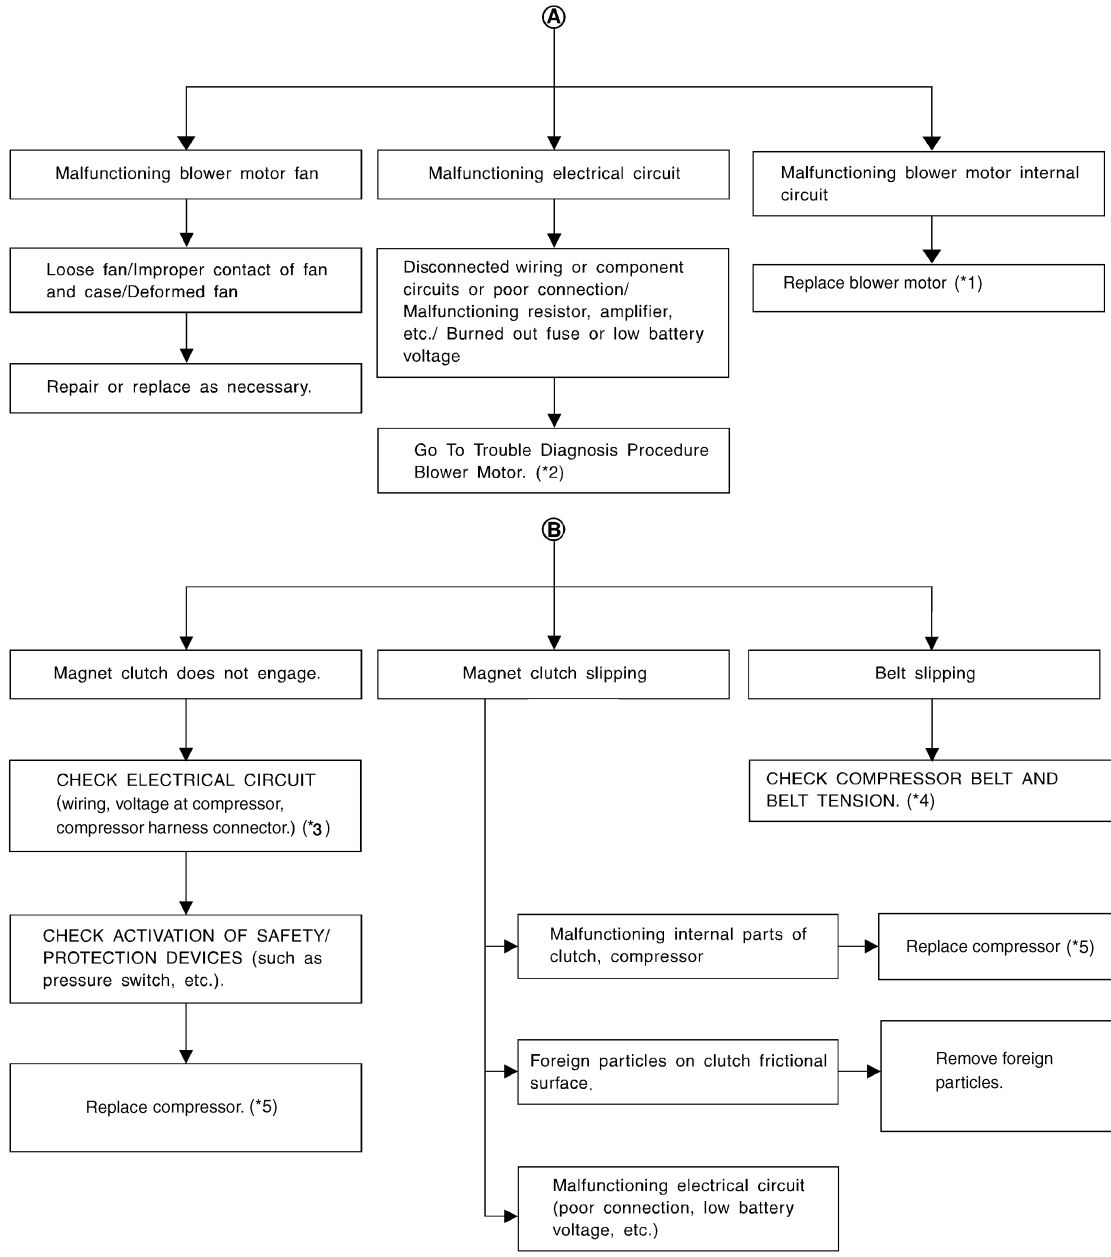 A
Malfunctioning blower motor fan
Malfunctioning electrical circuit
Malfunctioning blower motor internal
circuit
Loose fan/Improper contact of fan
and case/Deformed fan
Disconnected wiring or component
circuits or poor connection/
Malfunctioning resistor, amplifier,
etc./ Burned out fuse or low battery
voltage
Replace blower motor (*1)
Repair or replace as necessary.
Go To Trouble Diagnosis Procedure
Blower Motor. (*2)
B
Magnet clutch does not engage.
Magnet clutch slipping
Belt slipping
CHECK ELECTRICAL CIRCUIT
(wiring, voltage at compressor,
compressor harness connector.) (*3)
CHECK COMPRESSOR BELT AND
BELT TENSION. (*4)
CHECK ACTIVATION OF SAFETY/
PROTECTION DEVICES (such as
pressure switch, etc.).
Malfunctioning internal parts of
clutch, compressor
Replace compressor (*5)
Replace compressor. (*5)
Foreign particles on clutch frictional
surface.
Remove foreign
particles.
Malfunctioning electrical circuit
(poor connection, low battery
voltage, etc.)